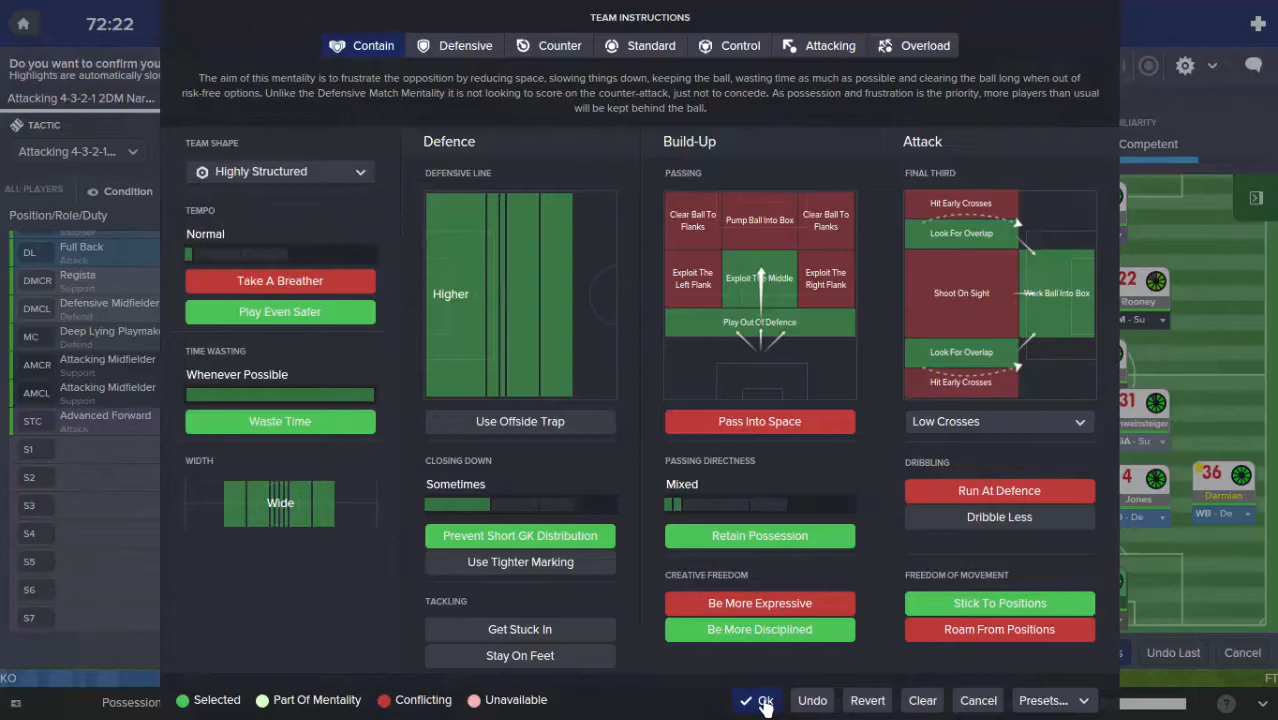 TEAM INSTRUCTIONS
72:22
Contain Defensive Counter Standard Control Attacking Overload
Do you want to confirm you
Highlights are automatically slo
The aim of this mentality is to frustrate the opposition by reducing space, slowing things down, keeping the ball, wasting time as much as possible and clearing the ball long when out of
risk-free options. Unlike the Defensive Match Mentality it is not looking to score on the counter-attack, just not to concede. As possession and frustration is the priority, more players than usual
will be kept behind the ball.
Attacking 4-3-2-1 2DM Nar...
TACTIC
Attacking 4-3-2-1...
ALL PLAYERS
Condition
Position/Role/Duty
DL Full Back
Attack
DMCR Regista
Support
DMCL Defensive Midfielder
Defend
MC Deep Lying Playmake
Defend
AMCR Attacking Midfielder
Support
AMCL Attacking Midfielder
Support
STC Advanced Forward
Attack
S1
S2
S3
S4
S5
S6
S7
KO
Possession
TEAM SHAPE
Highly Structured
TEMPO
Normal
Take A Breather
Play Even Safer
TIME WASTING
Whenever Possible
Waste Time
WIDTH
Wide
Defence
DEFENSIVE LINE
Higher
Use Offside Trap
CLOSING DOWN
Sometimes
Prevent Short GK Distribution
Use Tighter Marking
TACKLING
Get Stuck In
Stay On Feet
Build-Up
PASSING
Clear Ball To
Flanks
Pump Ball Into Box
Clear Ball To
Flanks
Exploit The
Left Flank
Exploit The Middle
Exploit The
Right Flank
Play Out Of Defence
Pass Into Space
PASSING DIRECTNESS
Mixed
Retain Possession
CREATIVE FREEDOM
Be More Expressive
Be More Disciplined
Attack
FINAL THIRD
Hit Early Crosses
Look For Overlap
Shoot On Sight
Work Ball Into Box
Look For Overlap
Hit Early Crosses
Low Crosses
DRIBBLING
Run At Defence
Dribble Less
FREEDOM OF MOVEMENT
Stick To Positions
Roam From Positions
Selected Part Of Mentality Conflicting Unavailable
Ok Undo Revert Clear Cancel Presets...
ILIARITY
Competent
22
Rooney
M - Su
31
hweinsteiger
GA - Su
4
Jones
D - De
36
Darmian
WB - De
s Undo Last Cancel
FT